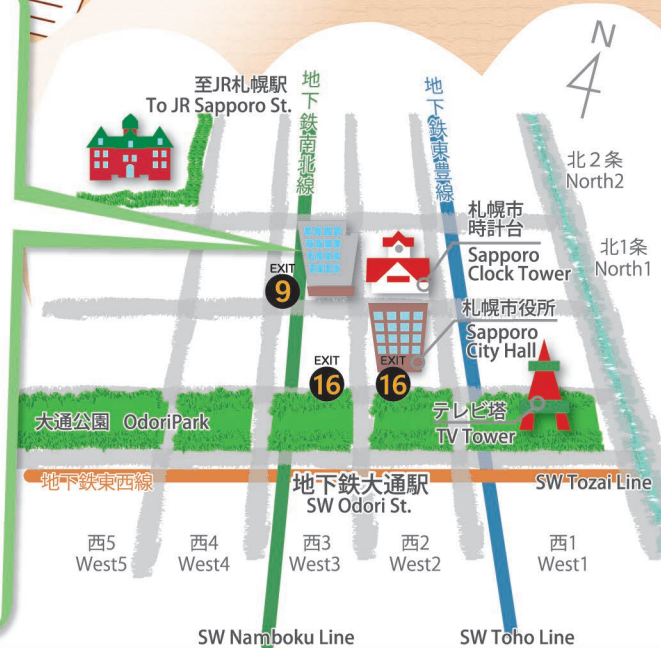 N
至JR札幌駅
To JR Sapporo St.
地下鉄南北線
地下鉄東豊線
北2条
North2
札幌市
時計台
Sapporo
Clock Tower
北1条
North1
EXIT
9
札幌市役所
Sapporo
City Hall
EXIT
16
EXIT
16
大通公園 OdoriPark
テレビ塔
TV Tower
地下鉄東西線
地下鉄大通駅
SW Odori St.
SW Tozai Line
西5
West5
西4
West4
西3
West3
西2
West2
西1
West1
SW Namboku Line
SW Toho Line